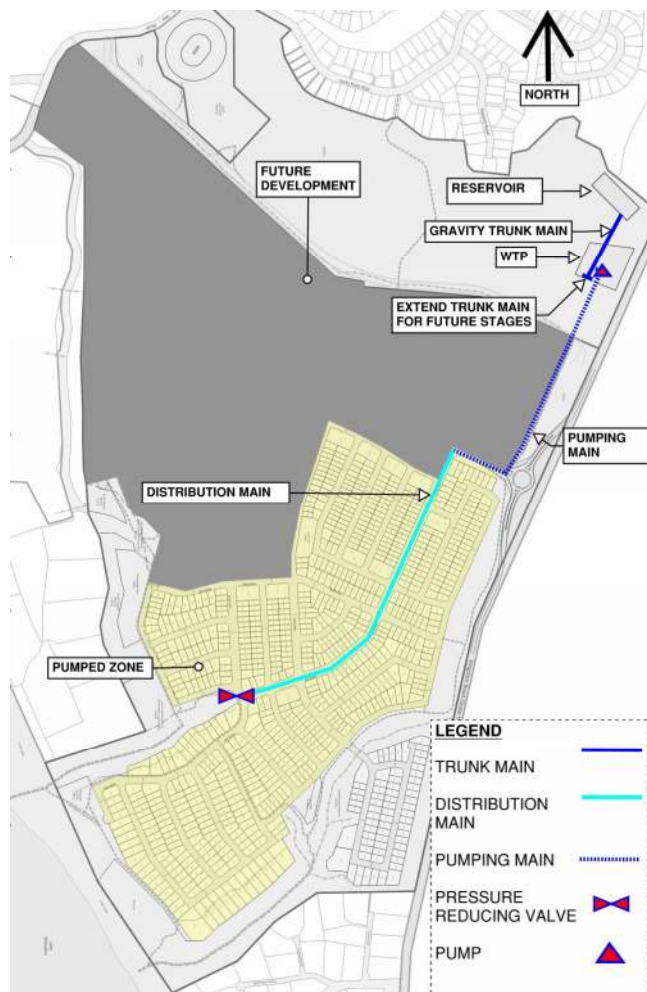 NORTH
FUTURE
DEVELOPMENT
RESERVOIR
GRAVITY TRUNK MAIN
WTP
EXTEND TRUNK MAIN
FOR FUTURE STAGES
PUMPING
MAIN
DISTRIBUTION MAIN
PUMPED ZONE
LEGEND
TRUNK MAIN
DISTRIBUTION
MAIN
PUMPING MAIN
PRESSURE
REDUCING VALVE
PUMP